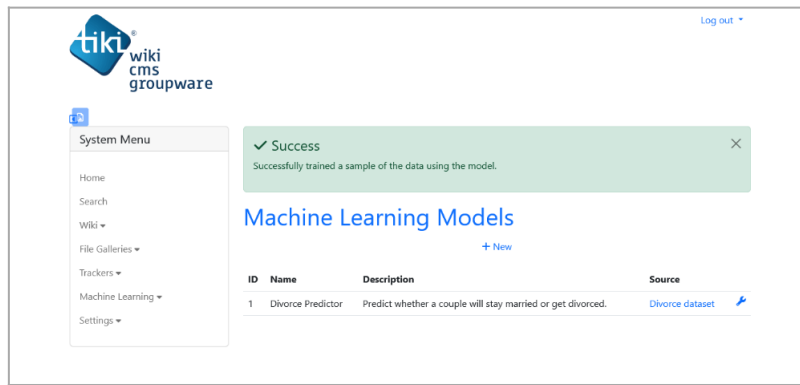 Log out
tiki®
wiki
cms
groupware
System Menu
Home
Search
Wiki
File Galleries
Trackers
Machine Learning
Settings
Success
Successfully trained a sample of the data using the model.
Machine Learning Models
+ New
ID Name Description Source
1 Divorce Predictor Predict whether a couple will stay married or get divorced. Divorce dataset